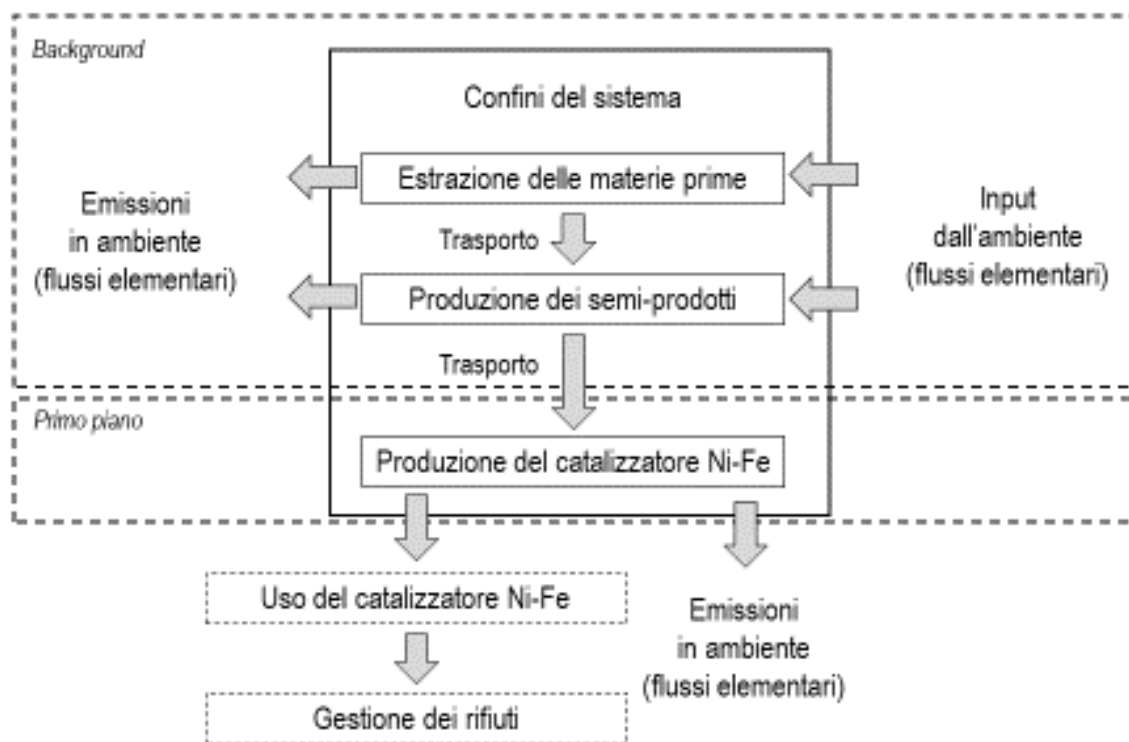 Background
Confini del sistema
Estrazione delle materie prime
Emissioni
in ambiente
(flussi elementari)
Input
dall'ambiente
(flussi elementari)
Trasporto
Produzione dei semi-prodotti
Trasporto
Primo piano
Produzione del catalizzatore Ni-Fe
Uso del catalizzatore Ni-Fe
Emissioni
in ambiente
(flussi elementari)
Gestione dei rifiuti